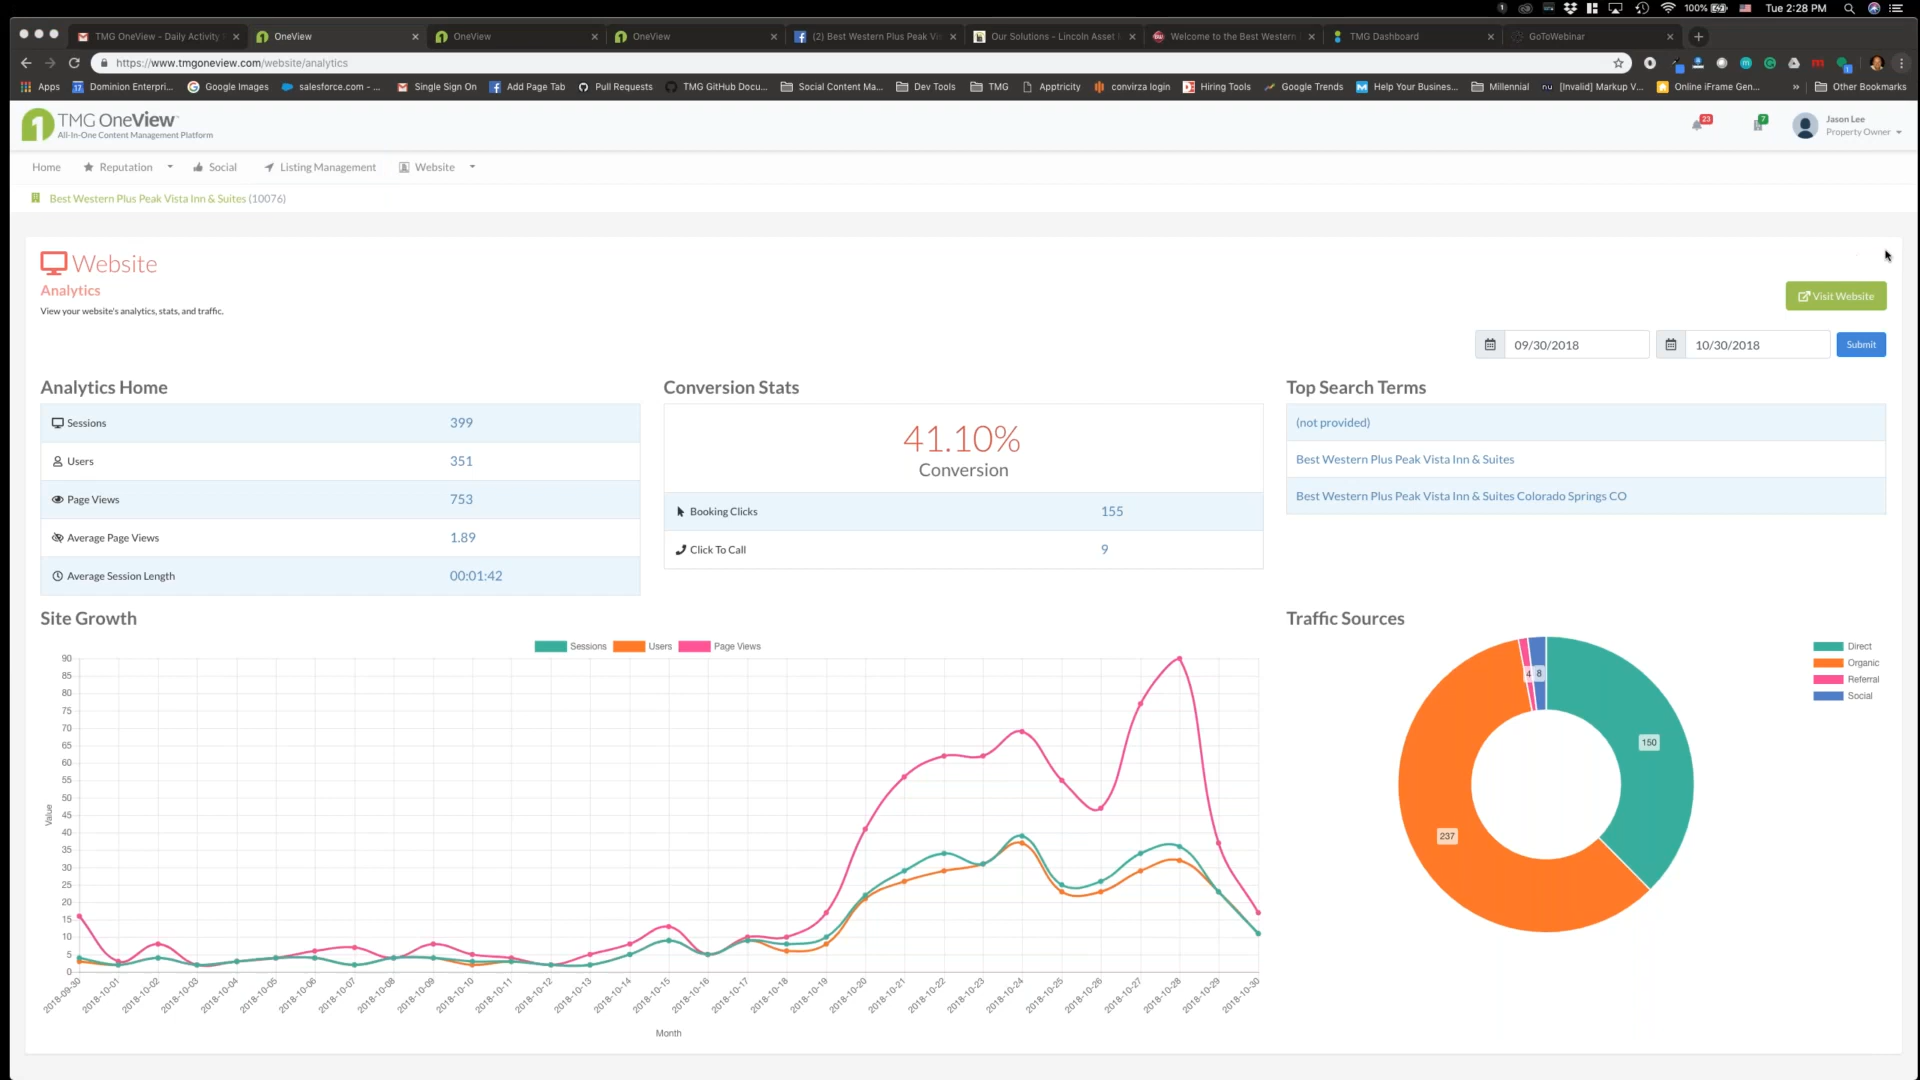 100%
Tue 2:28 PM
TMG OneView - Daily Activity
OneView
OneView
OneView
(2) Best Western Plus Peak Vi
Our Solutions - Lincoln Asset
Welcome to the Best Western
TMG Dashboard
GoToWebinar
https://www.tmgoneview.com/website/analytics
Apps
Dominion Enterpri...
Google Images
salesforce.com - ...
Single Sign On
Add Page Tab
Pull Requests
TMG GitHub Docu...
Social Content Ma...
Dev Tools
TMG
Apptricity
convirza login
Hiring Tools
Google Trends
Help Your Busines...
Millennial
[Invalid] Markup V...
Online iFrame Gen...
»
Other Bookmarks
TMG OneView
All-In-One Content Management Platform
23
7
Jason Lee
Property Owner
Home
Reputation
Social
Listing Management
Website
Best Western Plus Peak Vista Inn & Suites (10076)
Website
Analytics
View your website's analytics, stats, and traffic.
Visit Website
09/30/2018
10/30/2018
Submit
Analytics Home
Sessions 399
Users 351
Page Views 753
Average Page Views 1.89
Average Session Length 00:01:42
Conversion Stats
41.10%
Conversion
Booking Clicks 155
Click To Call 9
Top Search Terms
(not provided)
Best Western Plus Peak Vista Inn & Suites
Best Western Plus Peak Vista Inn & Suites Colorado Springs CO
Site Growth
Sessions Users Page Views
90
85
80
75
70
65
60
55
50
45
40
35
30
25
20
15
10
5
0
Value
2018-09-30
2018-10-01
2018-10-02
2018-10-03
2018-10-04
2018-10-05
2018-10-06
2018-10-07
2018-10-08
2018-10-09
2018-10-10
2018-10-11
2018-10-12
2018-10-13
2018-10-14
2018-10-15
2018-10-16
2018-10-17
2018-10-18
2018-10-19
2018-10-20
2018-10-21
2018-10-22
2018-10-23
2018-10-24
2018-10-25
2018-10-26
2018-10-27
2018-10-28
2018-10-29
2018-10-30
Month
Traffic Sources
Direct
Organic
Referral
Social
4
8
150
237